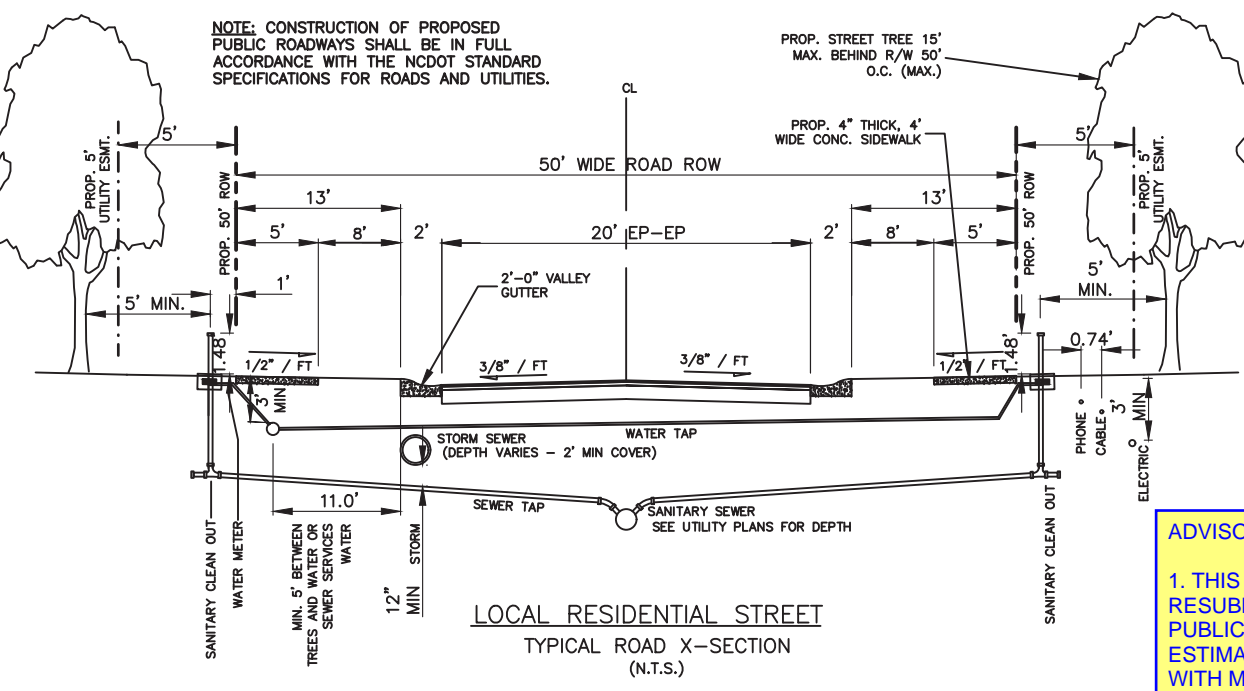 NOTE: CONSTRUCTION OF PROPOSED
PUBLIC ROADWAYS SHALL BE IN FULL
ACCORDANCE WITH THE NCDOT STANDARD
SPECIFICATIONS FOR ROADS AND UTILITIES.
PROP. STREET TREE 15'
MAX. BEHIND R/W 50'
O.C. (MAX.)
CL
PROP. 4" THICK, 4'
WIDE CONC. SIDEWALK
5'
5'
50' WIDE ROAD ROW
PROP. 5'
UTILITY ESMT.
PROP. 50' ROW
PROP. 50' ROW
PROP. 5'
UTILITY ESMT.
13'
13'
5'
8'
2'
20' EP-EP
2'
8'
5'
1'
5' MIN.
2'-0" VALLEY
GUTTER
5'
MIN.
1.48'
1/2" / FT
3/8" / FT
3/8" / FT
1/2" / FT
1.48'
0.74'
3'
MIN
3'
MIN
WATER TAP
STORM SEWER
(DEPTH VARIES - 2' MIN COVER)
PHONE
CABLE
ELECTRIC
11.0'
SEWER TAP
SANITARY SEWER
SEE UTILITY PLANS FOR DEPTH
SANITARY CLEAN OUT
WATER METER
MIN. 5' BETWEEN
TREES AND WATER OR
SEWER SERVICES
WATER
12"
MIN
STORM
SANITARY CLEAN OUT
LOCAL RESIDENTIAL STREET
TYPICAL ROAD X-SECTION
(N.T.S.)
ADVISO
1. THIS
RESUB
PUBLIC
ESTIMA
WITH M